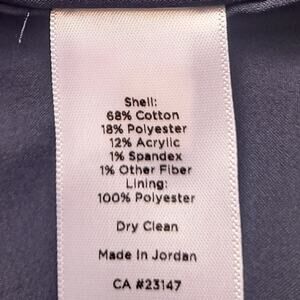 Shell:
68% Cotton
18% Polyester
12% Acrylic
1% Spandex
1% Other Fiber
Lining:
100% Polyester
Dry Clean
Made in Jordan
CA #23147